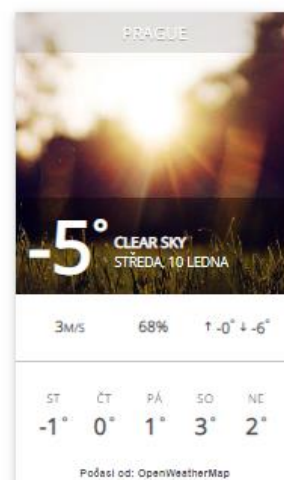 PRAGUE
-5°
CLEAR SKY
STŘEDA, 10 LEDNA
3M/S 68% ↑ -0° ↓ -6°
ST ČT PÁ SO NE
-1° 0° 1° 3° 2°
Počasí od: OpenWeatherMap